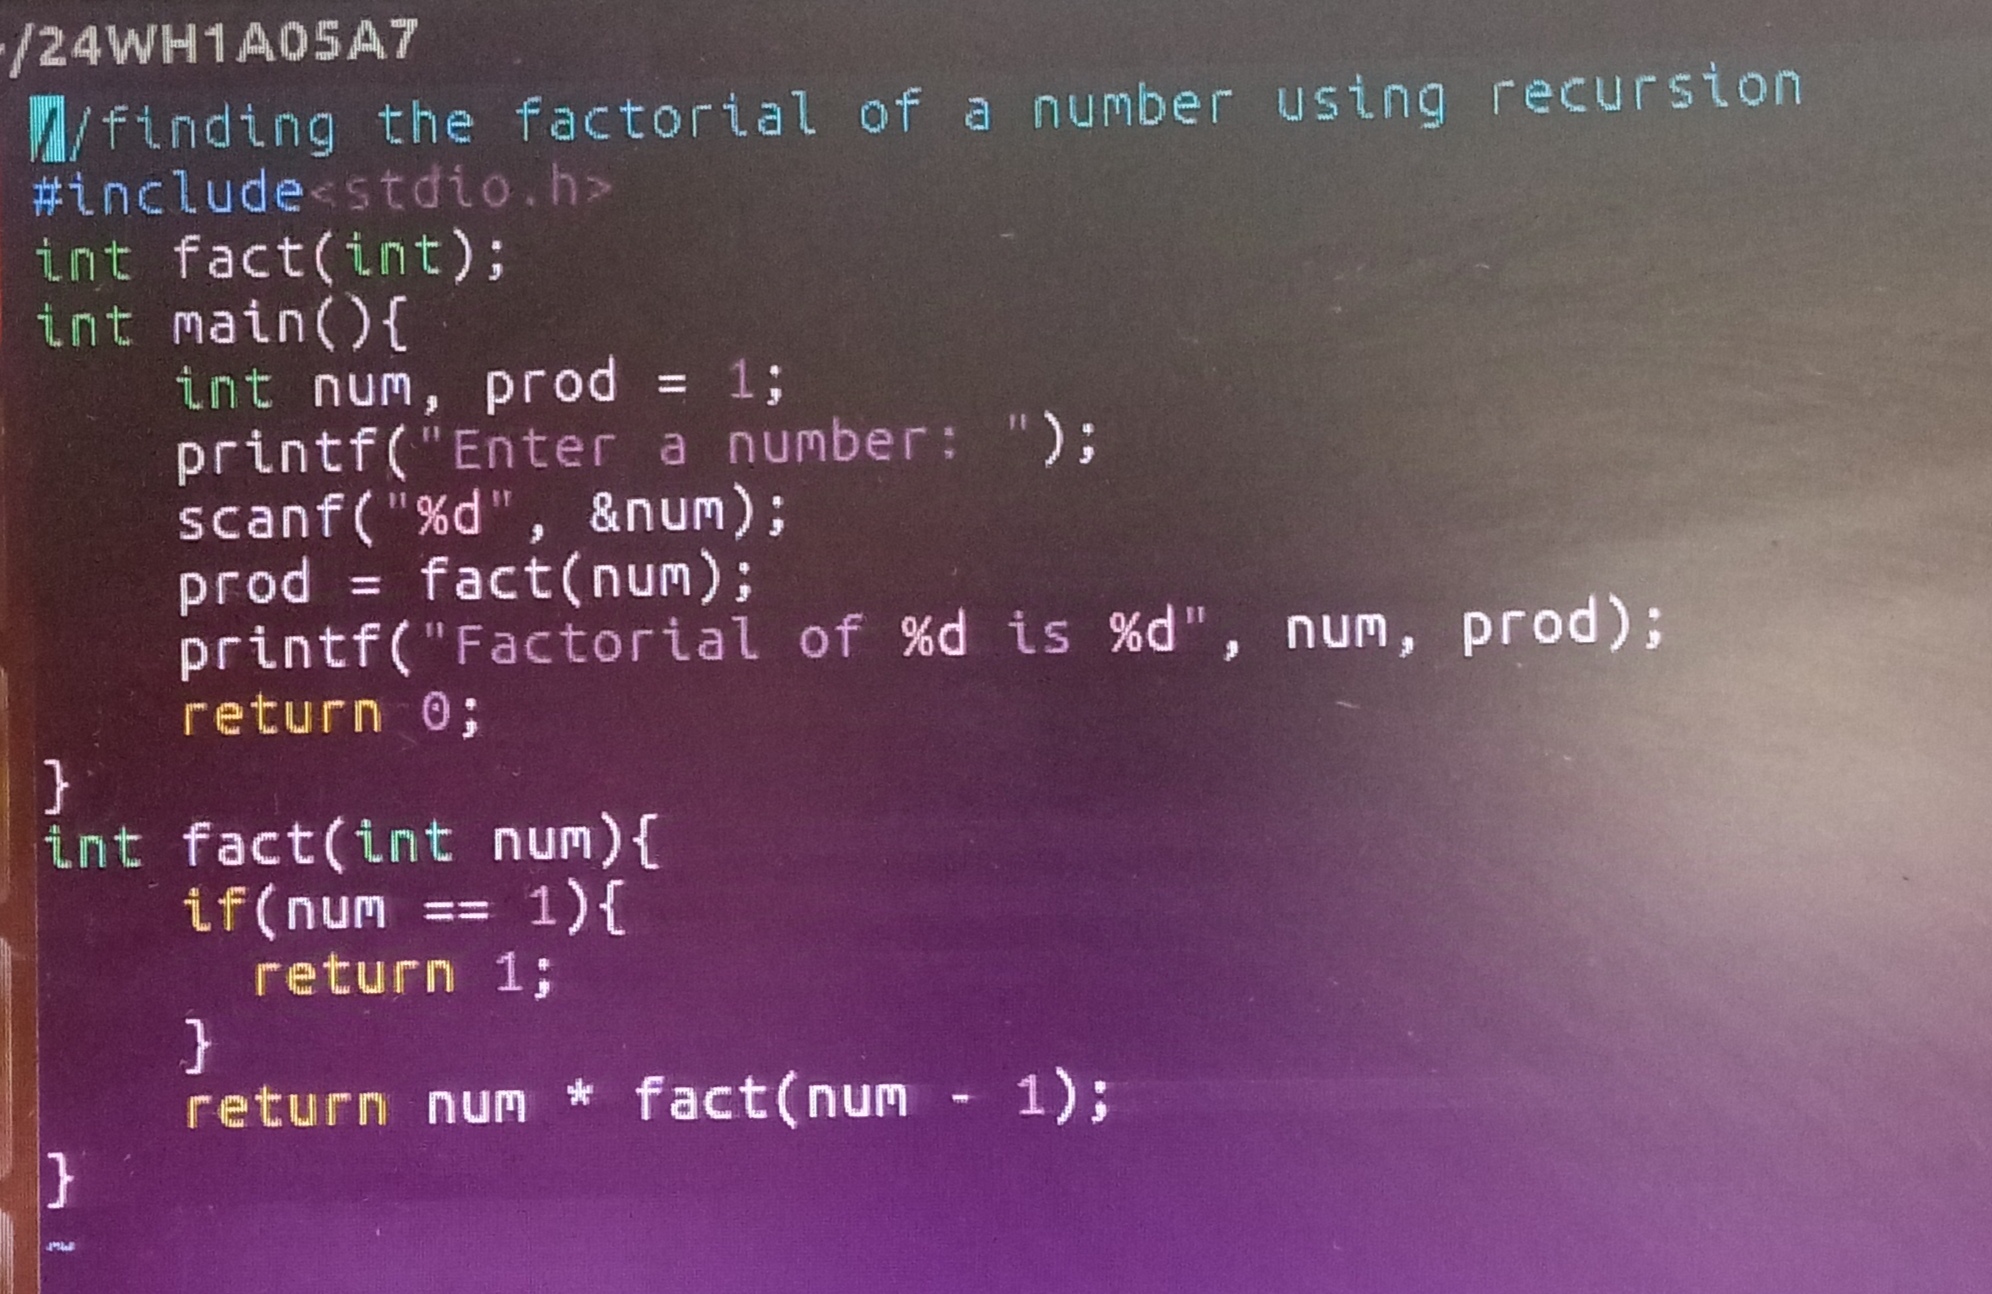 ~/24WH1A05A7
//finding the factorial of a number using recursion
#include<stdio.h>
int fact(int);
int main(){
    int num, prod = 1;
    printf("Enter a number: ");
    scanf("%d", &num);
    prod = fact(num);
    printf("Factorial of %d is %d", num, prod);
    return 0;
}
int fact(int num){
    if(num == 1){
      return 1;
    }
    return num * fact(num - 1);
}
~